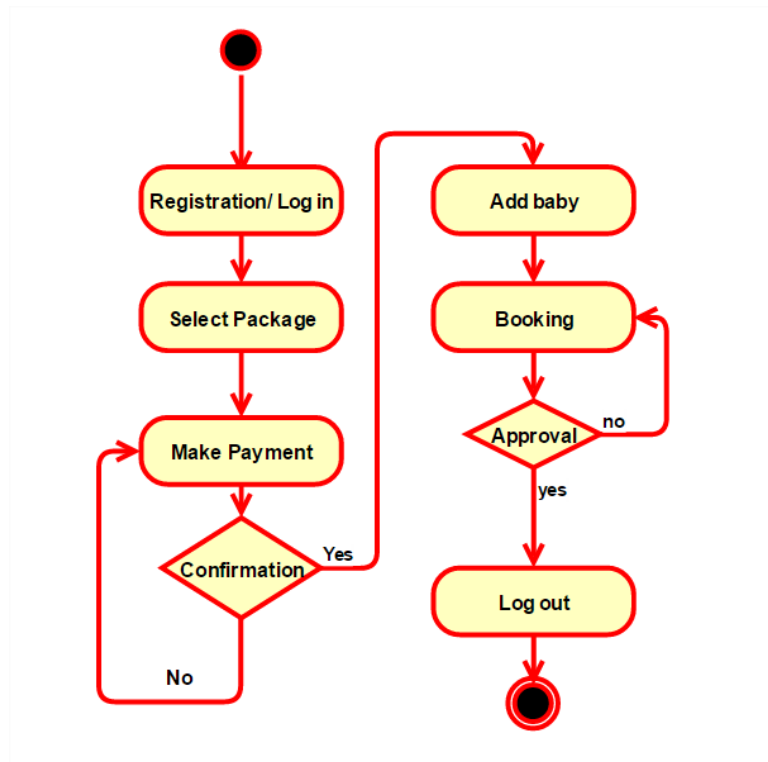 Registration/ Log in
Select Package
Make Payment
Confirmation
Yes
No
Add baby
Booking
Approval
no
yes
Log out